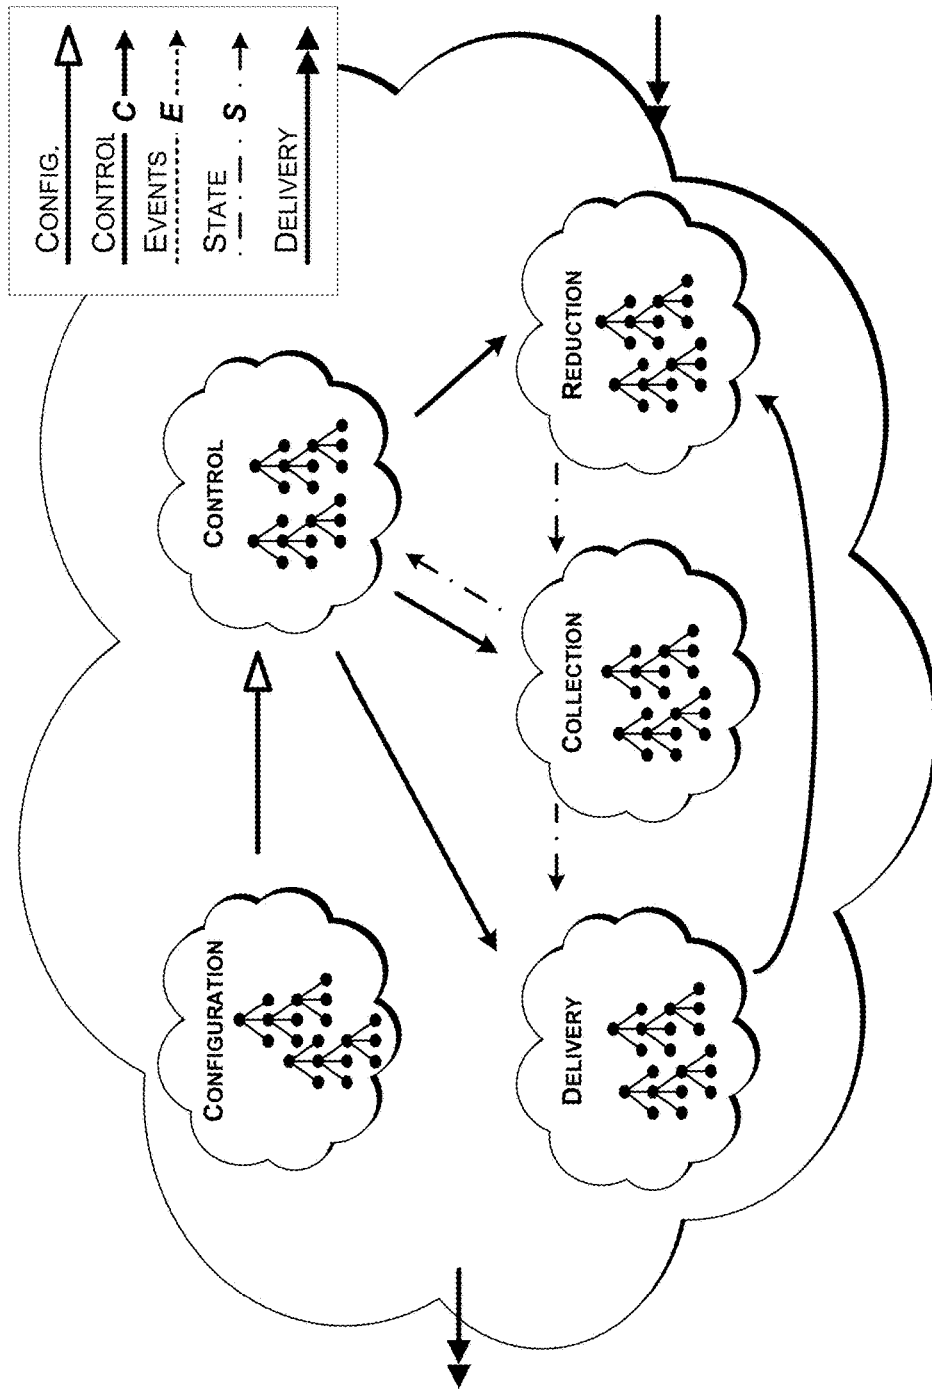 CONFIG.
CONTROL C
EVENTS E
STATE S
DELIVERY
CONFIGURATION
CONTROL
DELIVERY
COLLECTION
REDUCTION